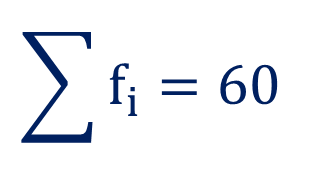 ∑ fᵢ = 60